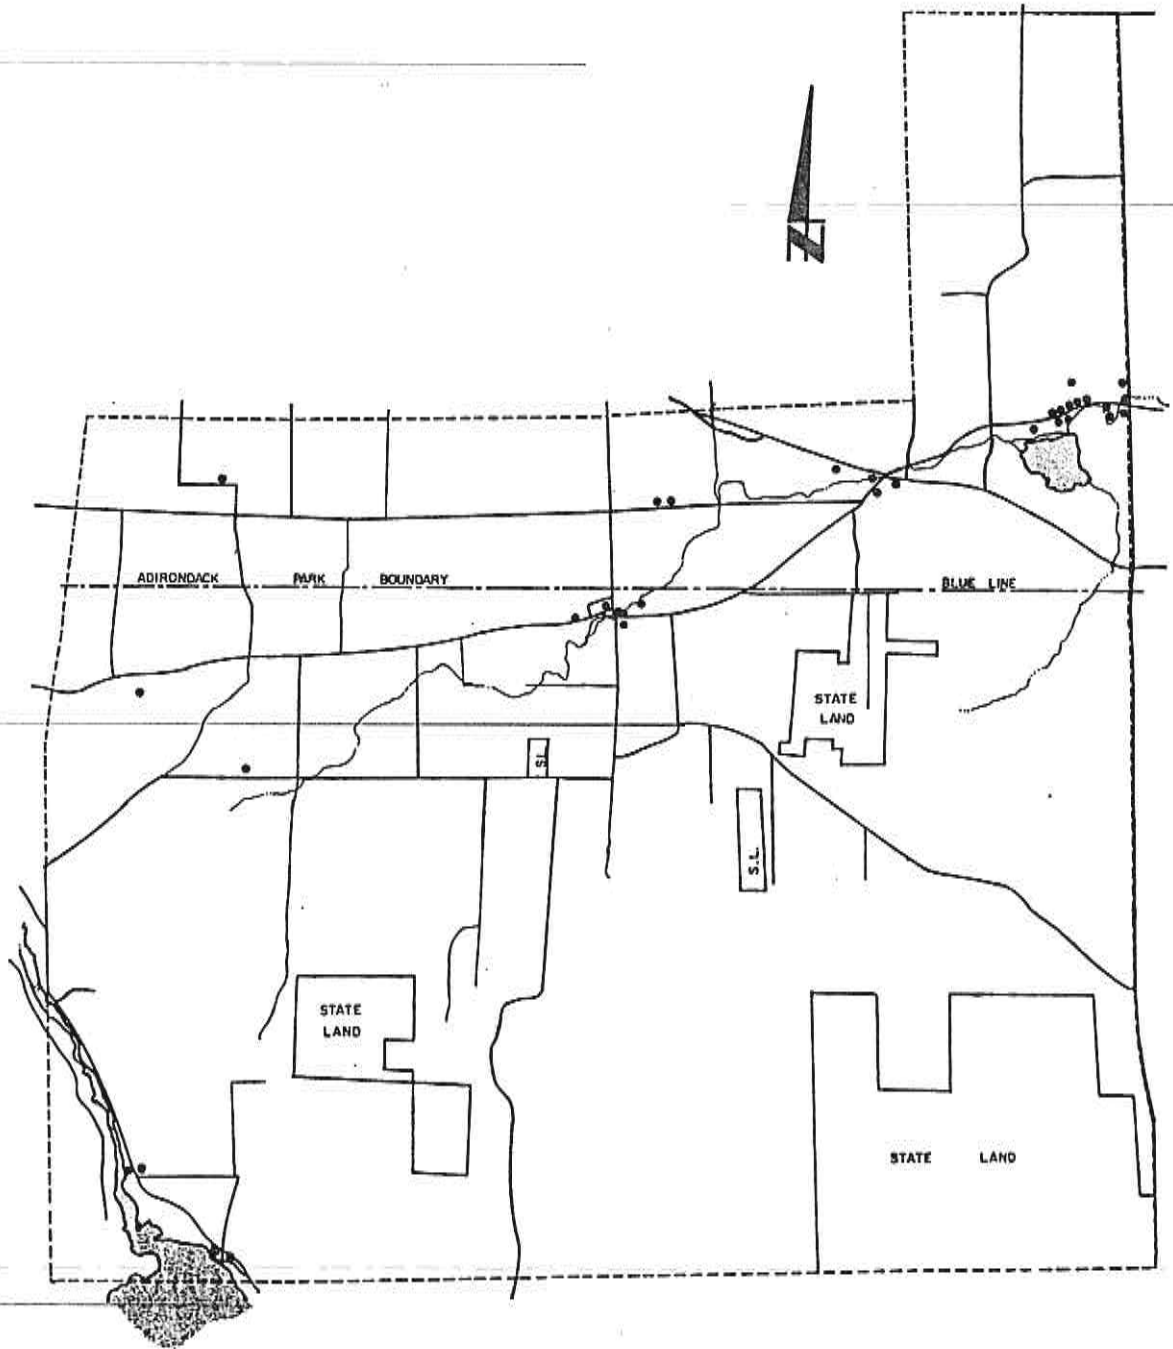 N
ADIRONDACK PARK BOUNDARY BLUE LINE
STATE
LAND
S.L.
S.L.
STATE
LAND
STATE LAND